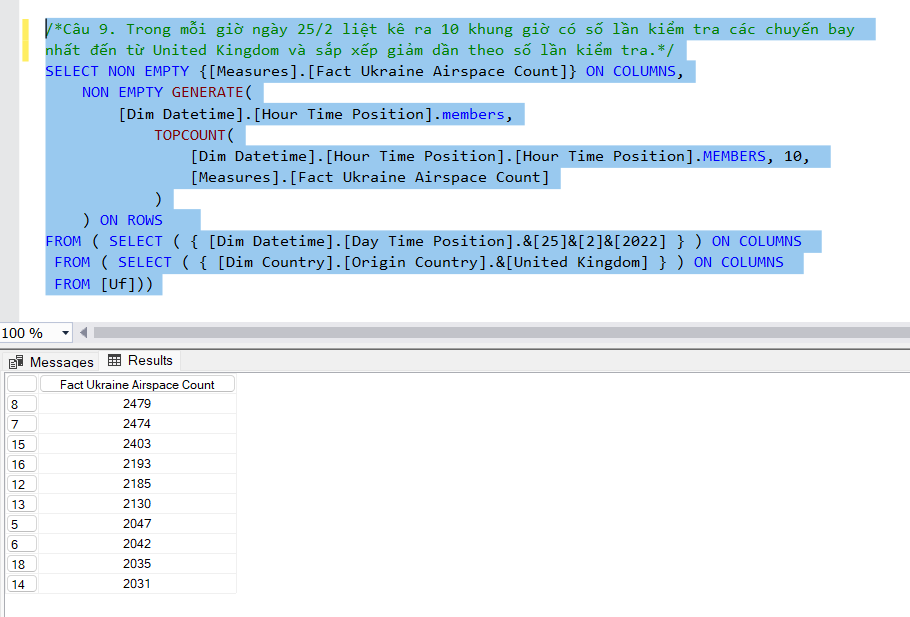 /*Câu 9. Trong mỗi giờ ngày 25/2 liệt kê ra 10 khung giờ có số lần kiểm tra các chuyến bay
nhất đến từ United Kingdom và sắp xếp giảm dần theo số lần kiểm tra.*/
SELECT NON EMPTY {[Measures].[Fact Ukraine Airspace Count]} ON COLUMNS,
NON EMPTY GENERATE(
[Dim Datetime].[Hour Time Position].members,
TOPCOUNT(
[Dim Datetime].[Hour Time Position].[Hour Time Position].MEMBERS, 10,
[Measures].[Fact Ukraine Airspace Count]
)
) ON ROWS
FROM ( SELECT ( { [Dim Datetime].[Day Time Position].&[25]&[2]&[2022] } ) ON COLUMNS
FROM ( SELECT ( { [Dim Country].[Origin Country].&[United Kingdom] } ) ON COLUMNS
FROM [Uf]))
100 %
Messages Results
Fact Ukraine Airspace Count
8 2479
7 2474
15 2403
16 2193
12 2185
13 2130
5 2047
6 2042
18 2035
14 2031